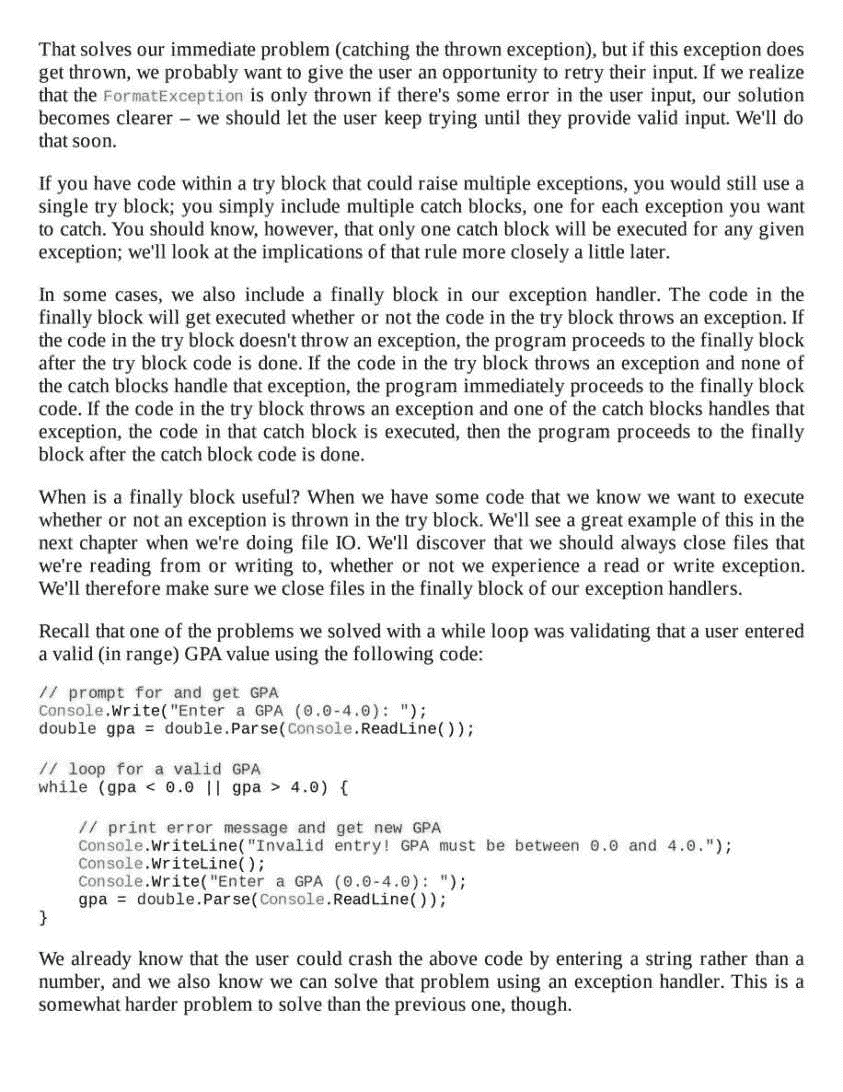 That solves our immediate problem (catching the thrown exception), but if this exception does
get thrown, we probably want to give the user an opportunity to retry their input. If we realize
that the FormatException is only thrown if there's some error in the user input, our solution
becomes clearer – we should let the user keep trying until they provide valid input. We'll do
that soon.
If you have code within a try block that could raise multiple exceptions, you would still use a
single try block; you simply include multiple catch blocks, one for each exception you want
to catch. You should know, however, that only one catch block will be executed for any given
exception; we'll look at the implications of that rule more closely a little later.
In some cases, we also include a finally block in our exception handler. The code in the
finally block will get executed whether or not the code in the try block throws an exception. If
the code in the try block doesn't throw an exception, the program proceeds to the finally block
after the try block code is done. If the code in the try block throws an exception and none of
the catch blocks handle that exception, the program immediately proceeds to the finally block
code. If the code in the try block throws an exception and one of the catch blocks handles that
exception, the code in that catch block is executed, then the program proceeds to the finally
block after the catch block code is done.
When is a finally block useful? When we have some code that we know we want to execute
whether or not an exception is thrown in the try block. We'll see a great example of this in the
next chapter when we're doing file IO. We'll discover that we should always close files that
we're reading from or writing to, whether or not we experience a read or write exception.
We'll therefore make sure we close files in the finally block of our exception handlers.
Recall that one of the problems we solved with a while loop was validating that a user entered
a valid (in range) GPA value using the following code:
// prompt for and get GPA
Console.Write("Enter a GPA (0.0-4.0): ");
double gpa = double.Parse(Console.ReadLine());
// loop for a valid GPA
while (gpa < 0.0 || gpa > 4.0) {
// print error message and get new GPA
Console.WriteLine("Invalid entry! GPA must be between 0.0 and 4.0.");
Console.WriteLine();
Console.Write("Enter a GPA (0.0-4.0): ");
gpa = double.Parse(Console.ReadLine());
}
We already know that the user could crash the above code by entering a string rather than a
number, and we also know we can solve that problem using an exception handler. This is a
somewhat harder problem to solve than the previous one, though.